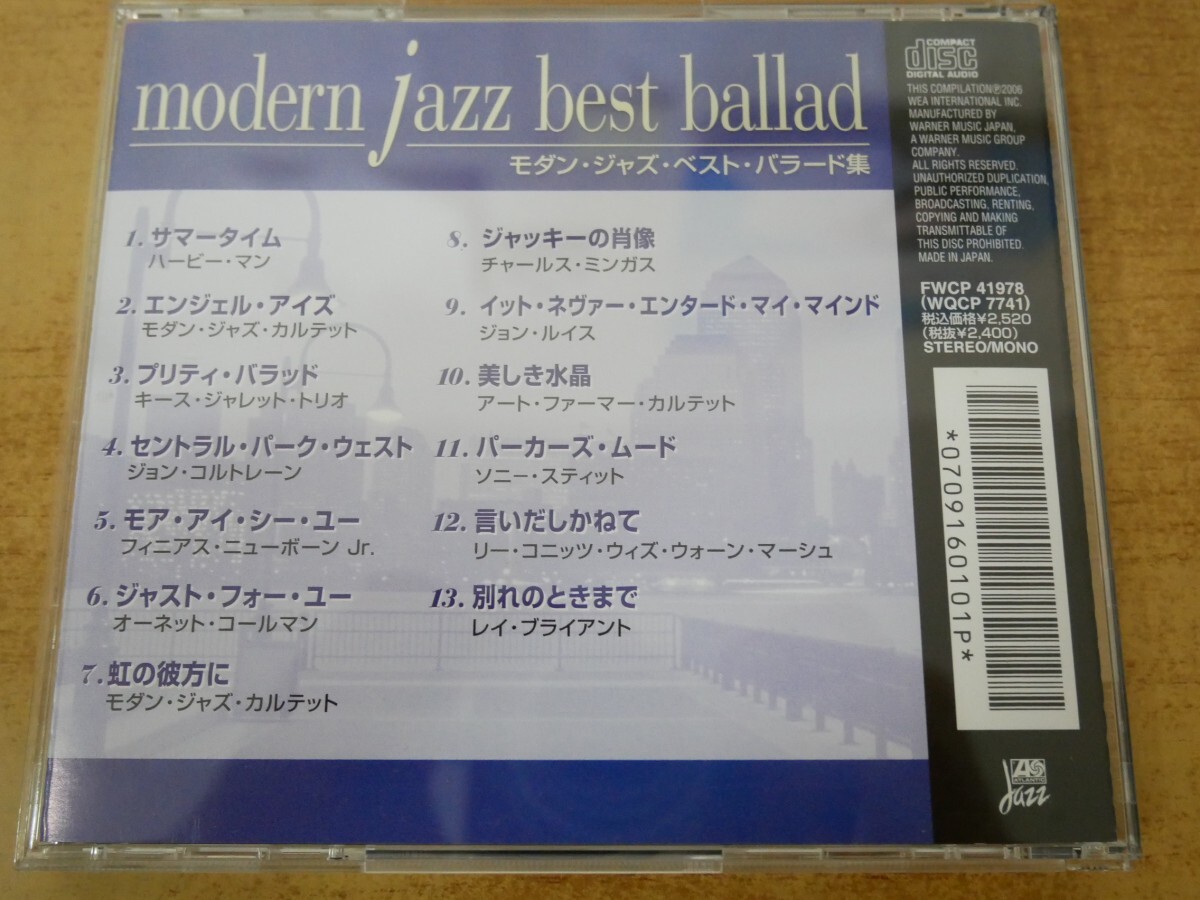 modern jazz best ballad
モダン・ジャズ・ベスト・バラード集
1. サマータイム
ハービー・マン
2. エンジェル・アイズ
モダン・ジャズ・カルテット
3. プリティ・バラッド
キース・ジャレット・トリオ
4. セントラル・パーク・ウェスト
ジョン・コルトレーン
5. モア・アイ・シー・ユー
フィニアス・ニューボーン Jr.
6. ジャスト・フォー・ユー
オーネット・コールマン
7. 虹の彼方に
モダン・ジャズ・カルテット
8. ジャッキーの肖像
チャールス・ミンガス
9. イット・ネヴァー・エンタード・マイ・マインド
ジョン・ルイス
10. 美しき水晶
アート・ファーマー・カルテット
11. パーカーズ・ムード
ソニー・スティット
12. 言いだしかねて
リー・コニッツ・ウィズ・ウォーン・マーシュ
13. 別れのときまで
レイ・ブライアント
COMPACT
disc
DIGITAL AUDIO
THIS COMPILATION℗2006
WEA INTERNATIONAL INC.
MANUFACTURED BY
WARNER MUSIC JAPAN,
A WARNER MUSIC GROUP
COMPANY.
ALL RIGHTS RESERVED.
UNAUTHORIZED DUPLICATION,
PUBLIC PERFORMANCE,
BROADCASTING, RENTING,
COPYING AND MAKING
TRANSMITTABLE OF
THIS DISC PROHIBITED.
MADE IN JAPAN.
FWCP 41978
(WQCP 7741)
税込価格¥2,520
(税抜¥2,400)
STEREO/MONO
*0709160101P*
ATLANTIC
Jazz